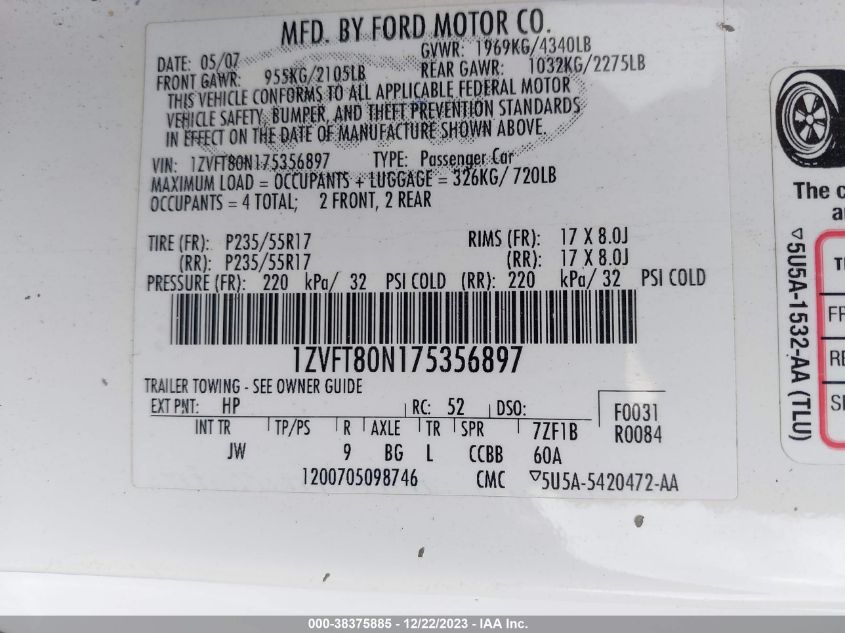 MFD. BY FORD MOTOR CO.
DATE: 05/07
GVWR: 1969KG/4340LB
FRONT GAWR: 955KG/2105LB
REAR GAWR: 1032KG/2275LB
THIS VEHICLE CONFORMS TO ALL APPLICABLE FEDERAL MOTOR
VEHICLE SAFETY, BUMPER, AND THEFT PREVENTION STANDARDS
IN EFFECT ON THE DATE OF MANUFACTURE SHOWN ABOVE.
VIN: 1ZVFT80N175356897 TYPE: Passenger Car
MAXIMUM LOAD = OCCUPANTS + LUGGAGE = 326KG/ 720LB
OCCUPANTS = 4 TOTAL; 2 FRONT, 2 REAR
TIRE (FR): P235/55R17 RIMS (FR): 17 X 8.0J
(RR): P235/55R17 (RR): 17 X 8.0J
PRESSURE (FR): 220 kPa/ 32 PSI COLD (RR): 220 kPa/ 32 PSI COLD
1ZVFT80N175356897
TRAILER TOWING - SEE OWNER GUIDE
EXT PNT: HP RC: 52 DSO: F0031
INT TR TP/PS R AXLE TR SPR 7ZF1B R0084
JW 9 BG L CCBB 60A
1200705098746 CMC ▽5U5A-5420472-AA
The c
a
▽5U5A-1532-AA (TLU)
FR
RE
000-38375885 - 12/22/2023 - IAA Inc.